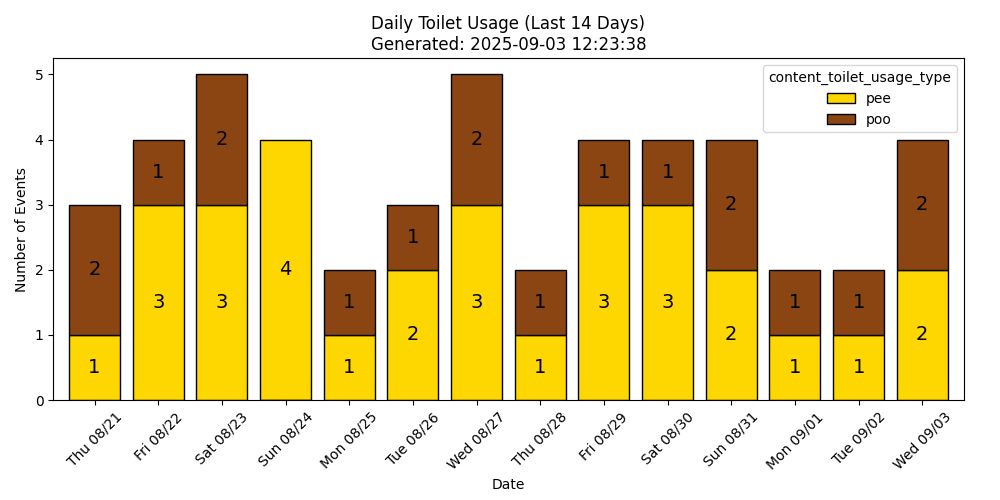 Daily Toilet Usage (Last 14 Days)
Generated: 2025-09-03 12:23:38
content_toilet_usage_type
pee
poo
Number of Events
5
4
3
2
1
0
2
1
1
3
2
3
4
1
1
1
2
2
3
1
1
1
3
1
3
2
2
1
1
1
1
2
2
Thu 08/21
Fri 08/22
Sat 08/23
Sun 08/24
Mon 08/25
Tue 08/26
Wed 08/27
Thu 08/28
Fri 08/29
Sat 08/30
Sun 08/31
Mon 09/01
Tue 09/02
Wed 09/03
Date